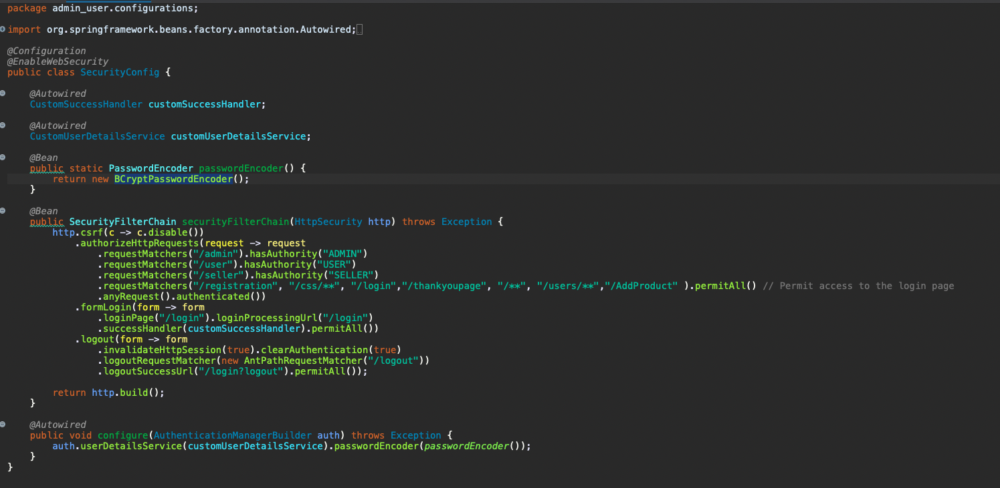 package admin_user.configurations;
import org.springframework.beans.factory.annotation.Autowired;
@Configuration
@EnableWebSecurity
public class SecurityConfig {
@Autowired
CustomSuccessHandler customSuccessHandler;
@Autowired
CustomUserDetailsService customUserDetailsService;
@Bean
public static PasswordEncoder passwordEncoder() {
return new BCryptPasswordEncoder();
}
@Bean
public SecurityFilterChain securityFilterChain(HttpSecurity http) throws Exception {
http.csrf(c -> c.disable())
.authorizeHttpRequests(request -> request
.requestMatchers("/admin").hasAuthority("ADMIN")
.requestMatchers("/user").hasAuthority("USER")
.requestMatchers("/seller").hasAuthority("SELLER")
.requestMatchers("/registration", "/css/**", "/login","/thankyoupage", "/**", "/users/**","/AddProduct" ).permitAll() // Permit access to the login page
.anyRequest().authenticated())
.formLogin(form -> form
.loginPage("/login").loginProcessingUrl("/login")
.successHandler(customSuccessHandler).permitAll())
.logout(form -> form
.invalidateHttpSession(true).clearAuthentication(true)
.logoutRequestMatcher(new AntPathRequestMatcher("/logout"))
.logoutSuccessUrl("/login?logout").permitAll());
return http.build();
}
@Autowired
public void configure(AuthenticationManagerBuilder auth) throws Exception {
auth.userDetailsService(customUserDetailsService).passwordEncoder(passwordEncoder());
}
}